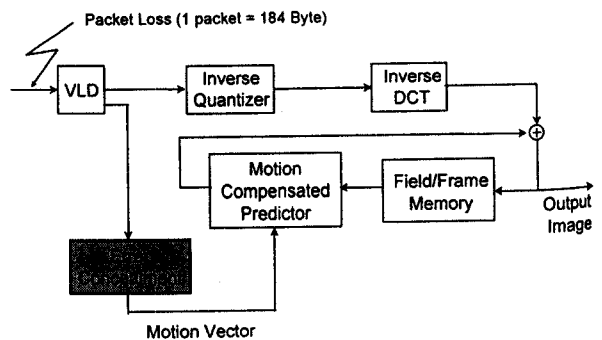 Packet Loss (1 packet = 184 Byte)
VLD
Inverse
Quantizer
Inverse
DCT
+
Motion
Compensated
Predictor
Field/Frame
Memory
Output
Image
Motion Vector